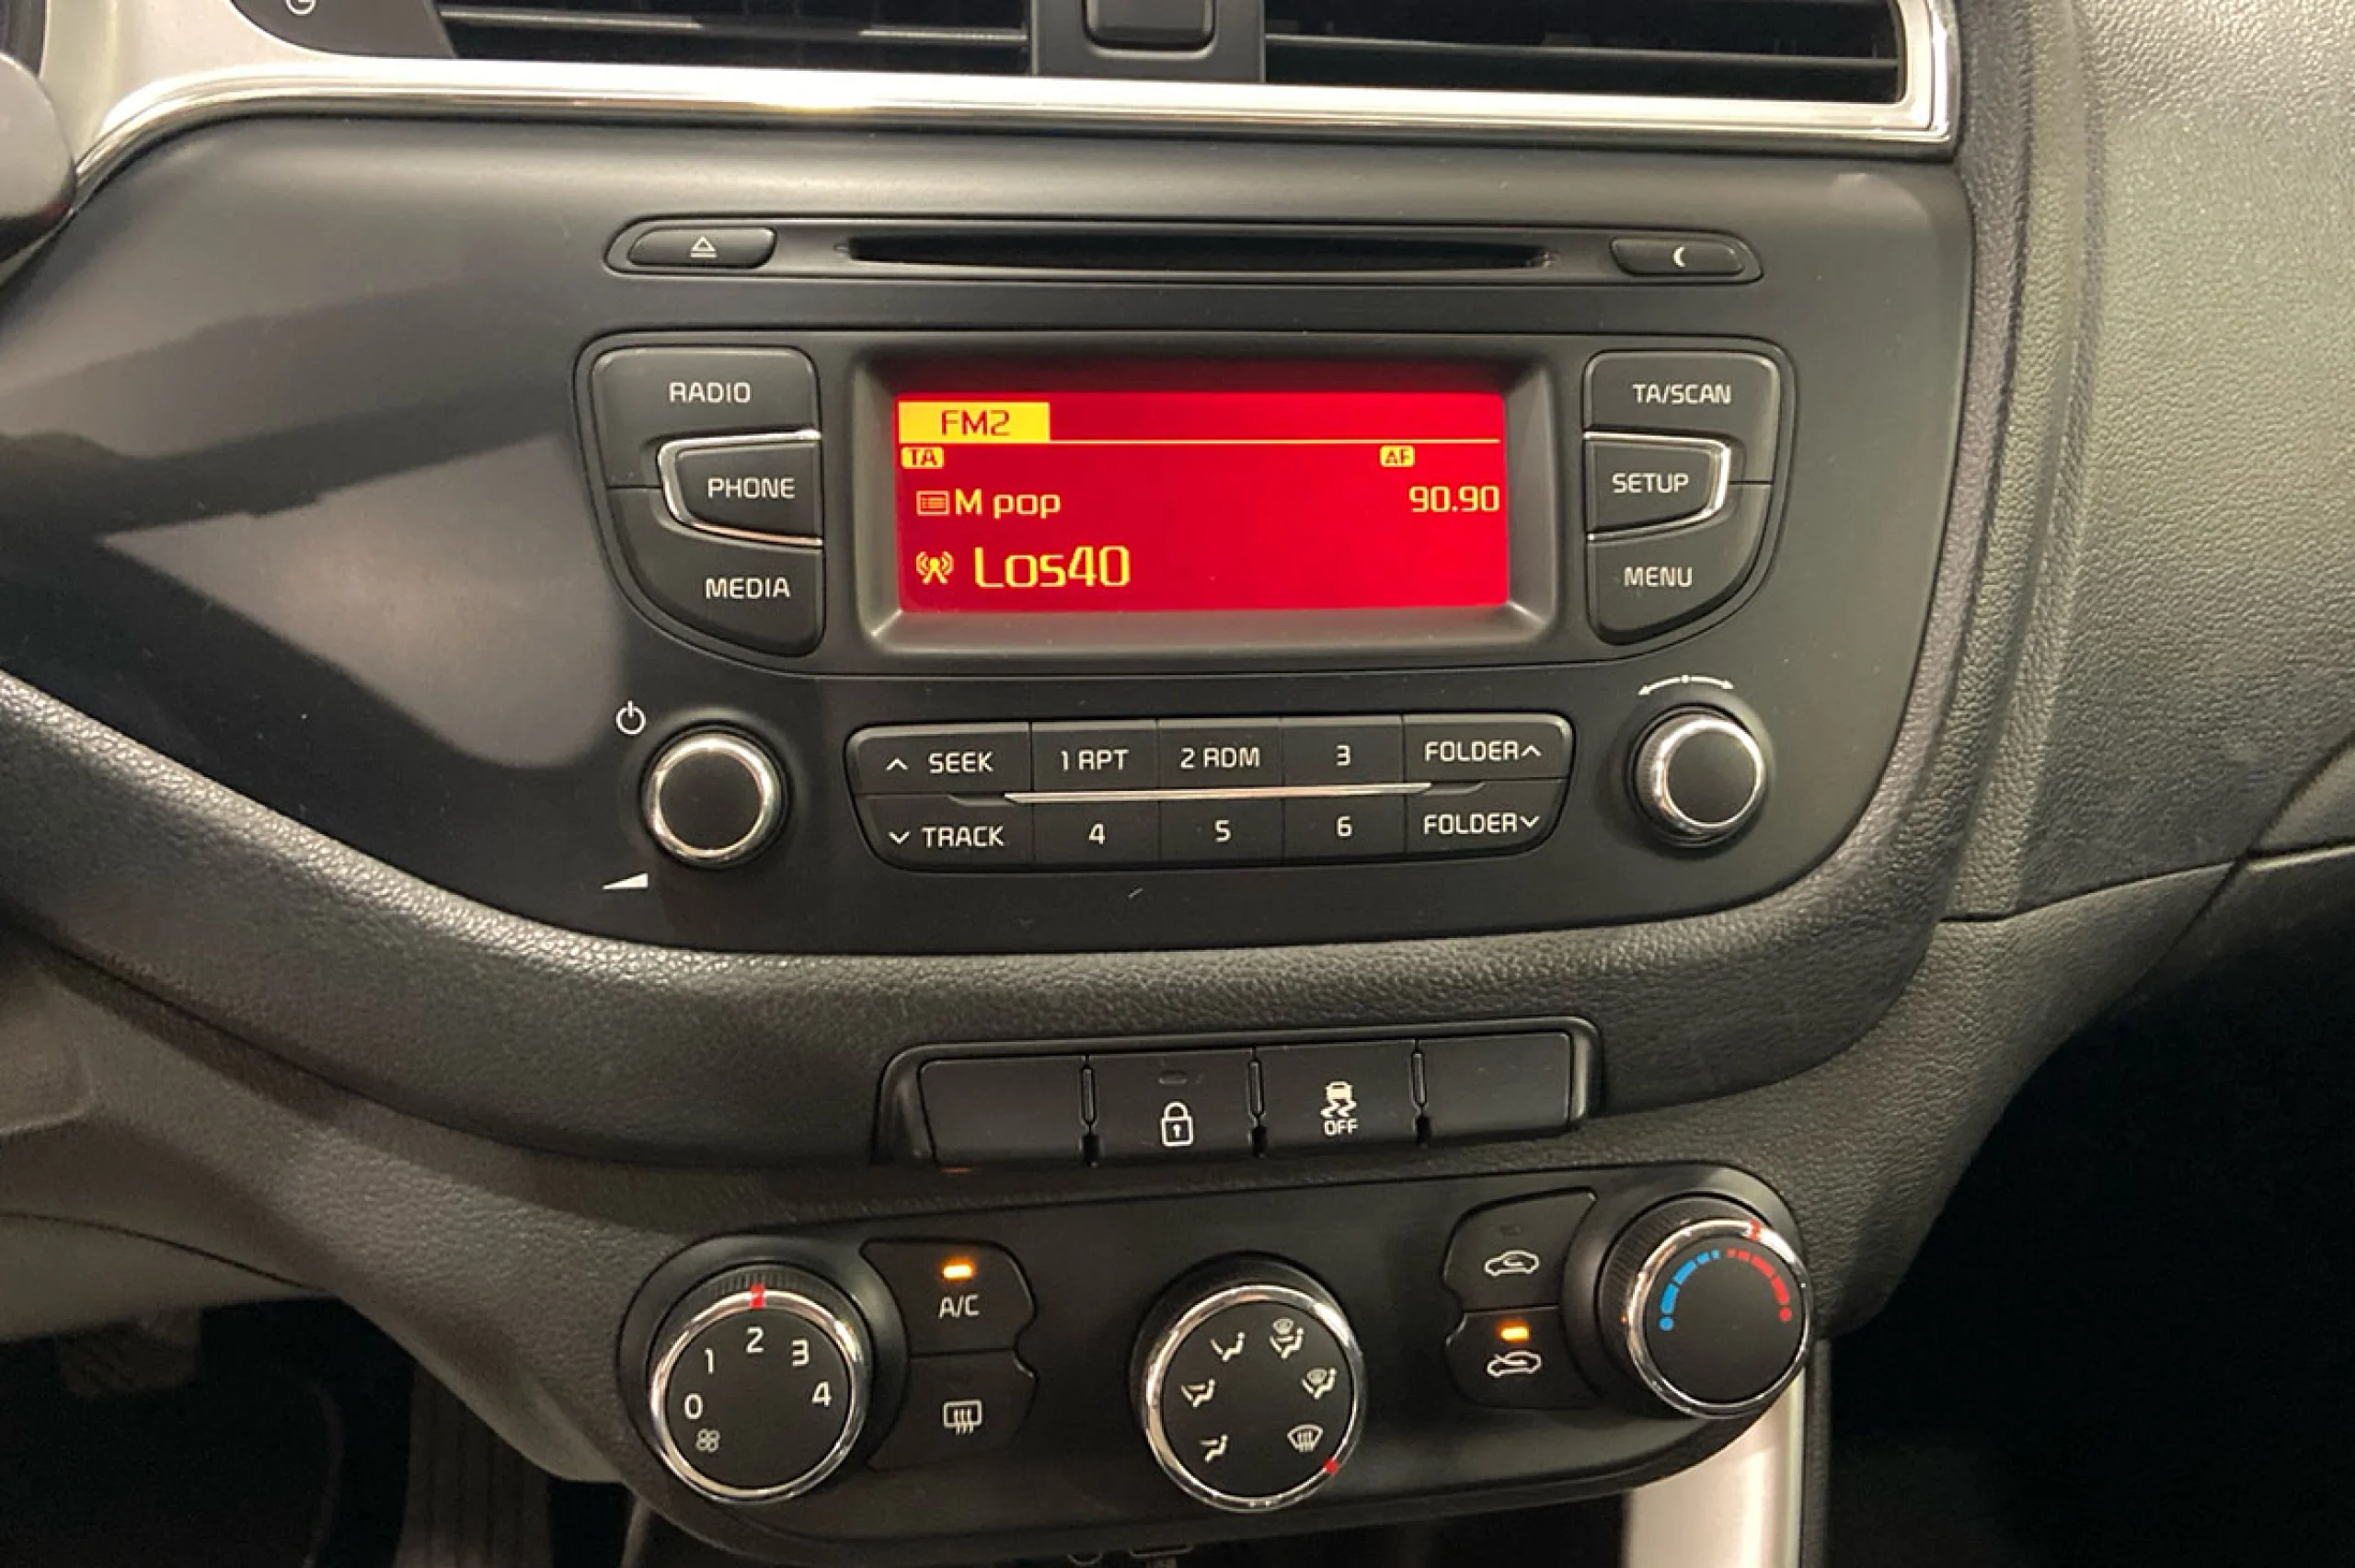 RADIO
PHONE
MEDIA
FM2
TA AF
M pop 90.90
Los40
TA/SCAN
SETUP
MENU
SEEK 1 RPT 2 RDM 3 FOLDER
TRACK 4 5 6 FOLDER
OFF
A/C
0 1 2 3 4